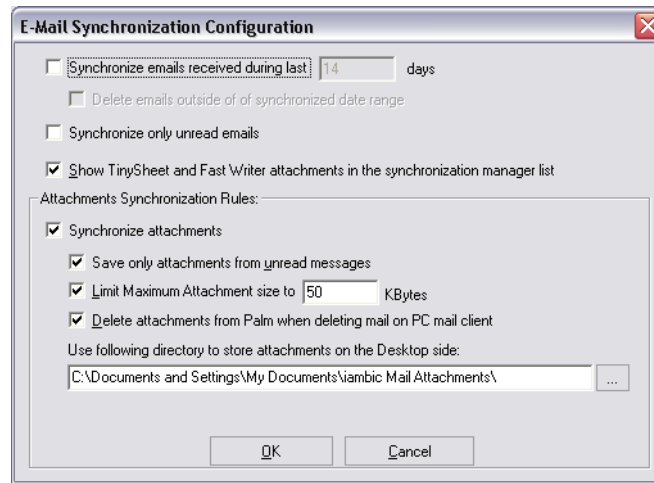 E-Mail Synchronization Configuration
Synchronize emails received during last 14 days
Delete emails outside of of synchronized date range
Synchronize only unread emails
Show TinySheet and Fast Writer attachments in the synchronization manager list
Attachments Synchronization Rules:
Synchronize attachments
Save only attachments from unread messages
Limit Maximum Attachment size to 50 KBytes
Delete attachments from Palm when deleting mail on PC mail client
Use following directory to store attachments on the Desktop side:
C:\Documents and Settings\My Documents\iambic Mail Attachments\ ...
OK Cancel